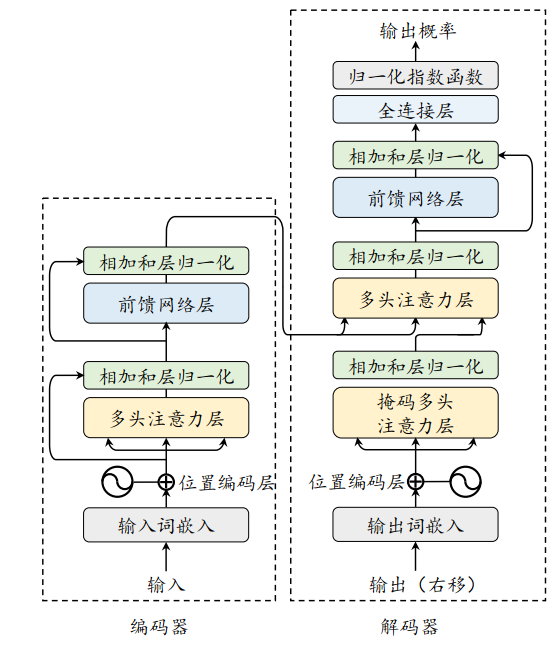 输出概率
归一化指数函数
全连接层
相加和层归一化
前馈网络层
相加和层归一化
多头注意力层
相加和层归一化
掩码多头
注意力层
位置编码层
输出词嵌入
输出（右移）
解码器
相加和层归一化
前馈网络层
相加和层归一化
多头注意力层
位置编码层
输入词嵌入
输入
编码器